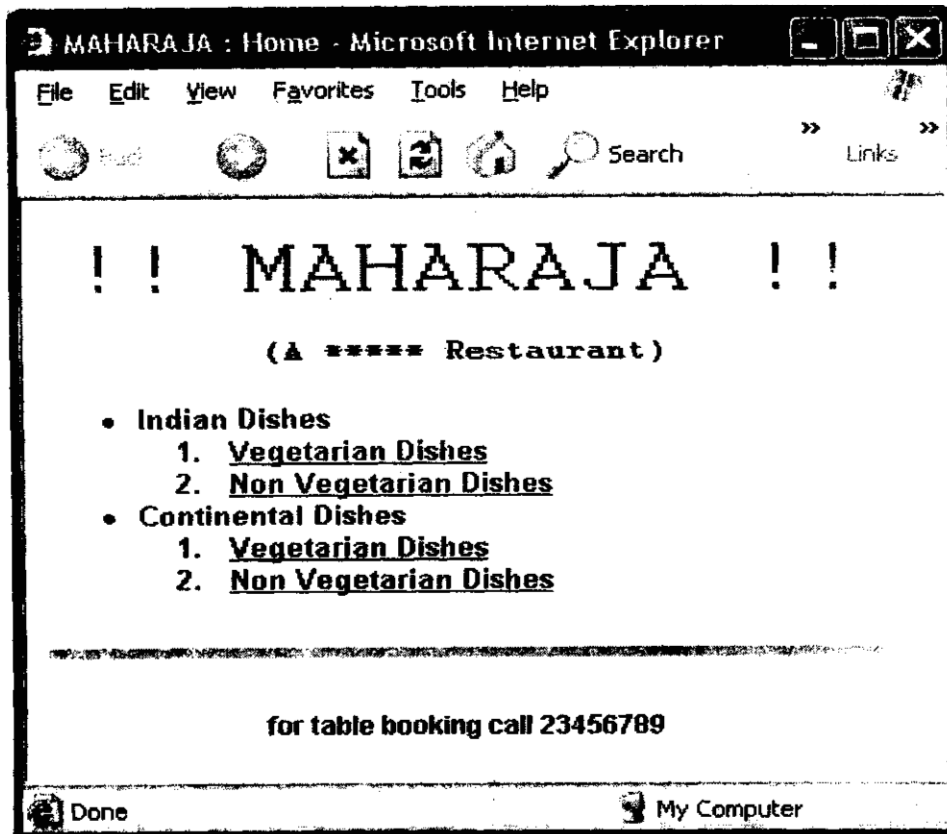 MAHARAJA : Home - Microsoft Internet Explorer
File Edit View Favorites Tools Help
Back Search » Links »
!! MAHARAJA !!
(A ***** Restaurant)
• Indian Dishes
1. Vegetarian Dishes
2. Non Vegetarian Dishes
• Continental Dishes
1. Vegetarian Dishes
2. Non Vegetarian Dishes
for table booking call 23456789
Done My Computer